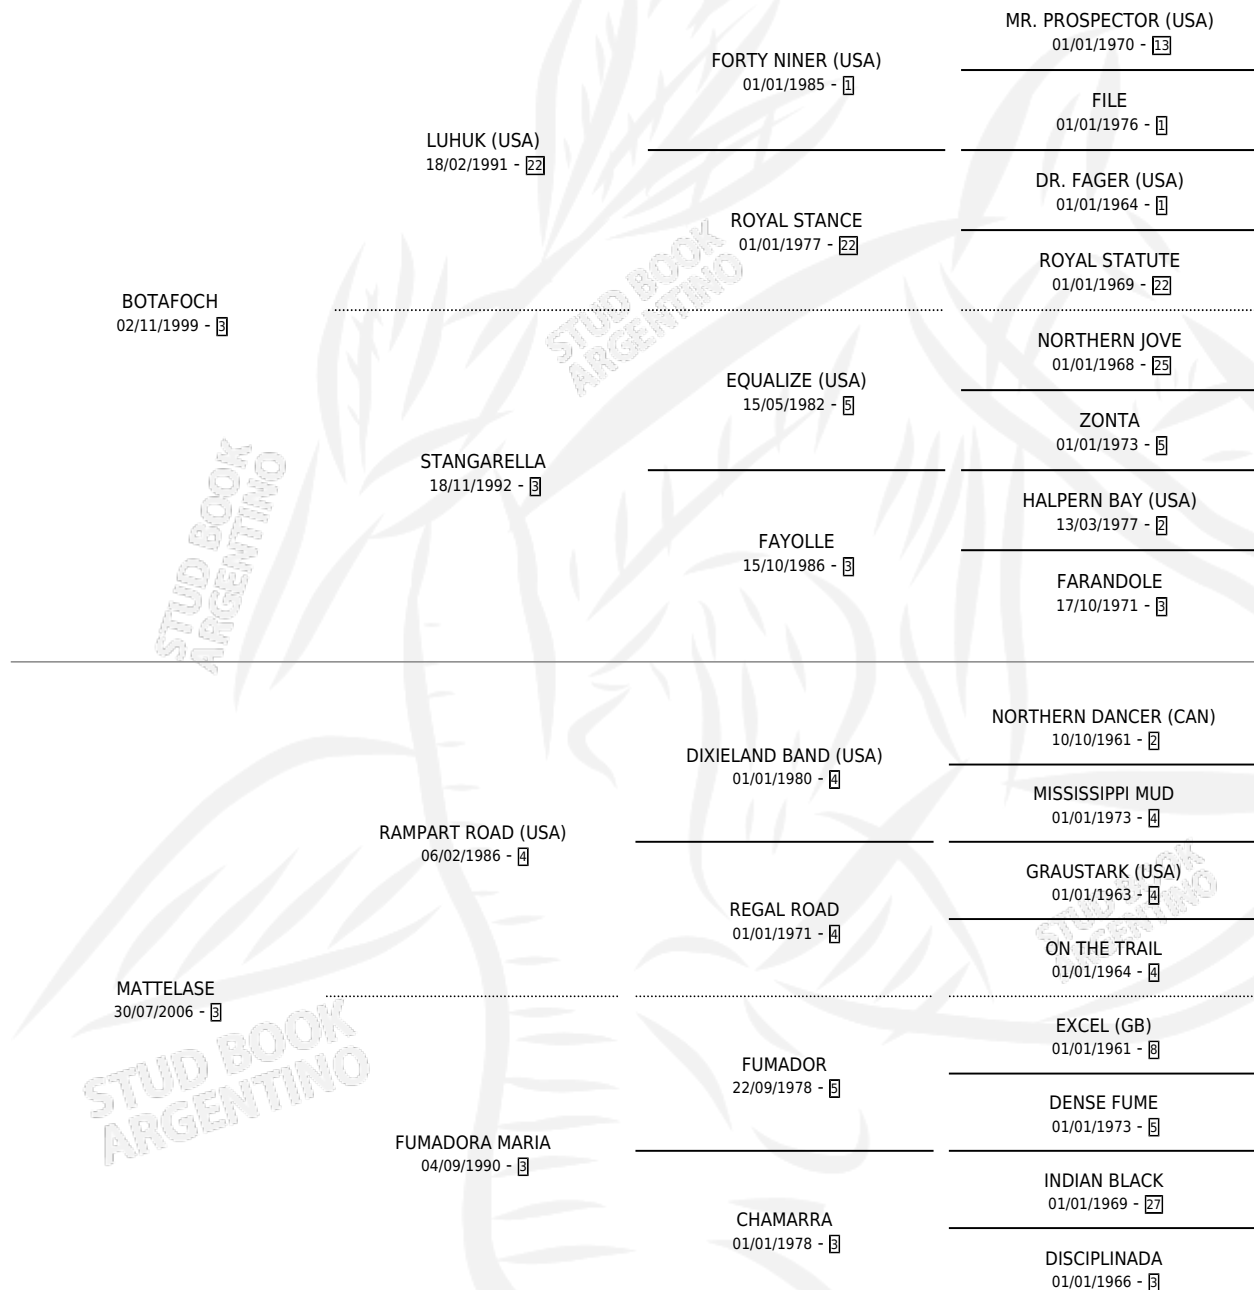 MR. PROSPECTOR (USA)
01/01/1970 - 13
FORTY NINER (USA)
01/01/1985 - 1
FILE
01/01/1976 - 1
LUHUK (USA)
18/02/1991 - 22
DR. FAGER (USA)
01/01/1964 - 1
ROYAL STANCE
01/01/1977 - 22
ROYAL STATUTE
01/01/1969 - 22
BOTAFOCH
02/11/1999 - 3
NORTHERN JOVE
01/01/1968 - 25
EQUALIZE (USA)
15/05/1982 - 5
ZONTA
01/01/1973 - 5
STANGARELLA
18/11/1992 - 3
HALPERN BAY (USA)
13/03/1977 - 2
FAYOLLE
15/10/1986 - 3
FARANDOLE
17/10/1971 - 3
NORTHERN DANCER (CAN)
10/10/1961 - 2
DIXIELAND BAND (USA)
01/01/1980 - 4
MISSISSIPPI MUD
01/01/1973 - 4
RAMPART ROAD (USA)
06/02/1986 - 4
GRAUSTARK (USA)
01/01/1963 - 4
REGAL ROAD
01/01/1971 - 4
ON THE TRAIL
01/01/1964 - 4
MATTELASE
30/07/2006 - 3
EXCEL (GB)
01/01/1961 - 8
FUMADOR
22/09/1978 - 5
DENSE FUME
01/01/1973 - 5
FUMADORA MARIA
04/09/1990 - 3
INDIAN BLACK
01/01/1969 - 27
CHAMARRA
01/01/1978 - 3
DISCIPLINADA
01/01/1966 - 3
STUD BOOK
ARGENTINO
STUD BOOK
ARGENTINO
STUD BOOK
ARGENTINO
STUD BOOK
ARGENTINO